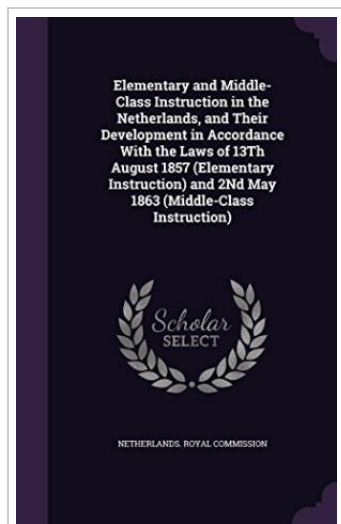 Elementary and Middle-
Class Instruction in the
Netherlands, and Their
Development in Accordance
With the Laws of 13Th
August 1857 (Elementary
Instruction) and 2Nd May
1863 (Middle-Class
Instruction)
Scholar
SELECT
NETHERLANDS. ROYAL COMMISSION